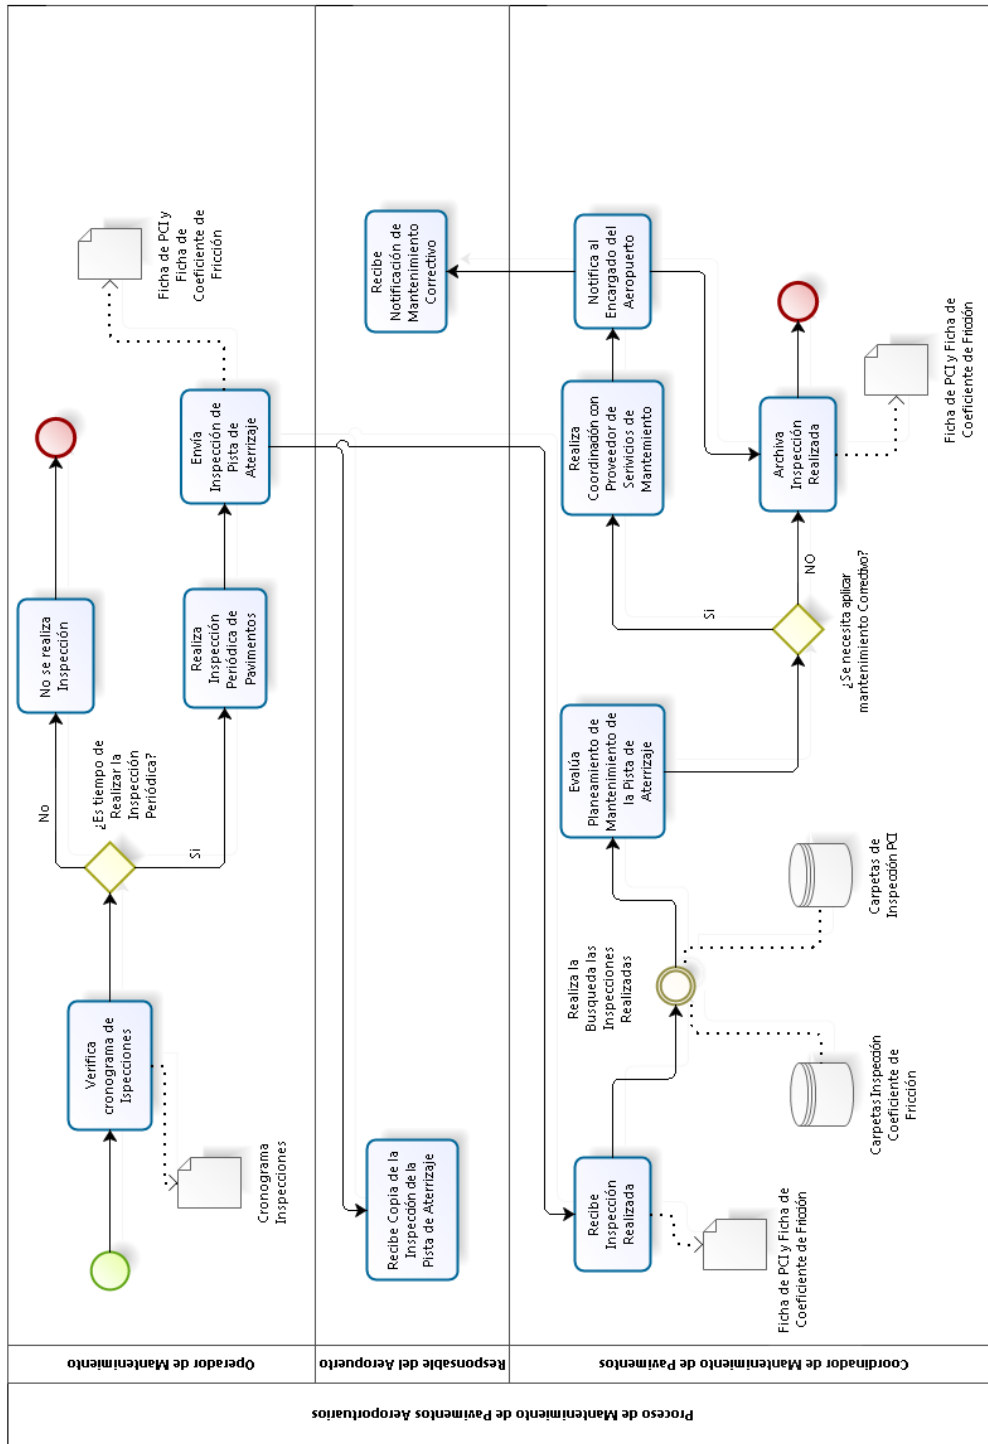 Proceso de Mantenimiento de Pavimentos Aeroportuarios
Operador de Mantenimiento
Verifica
cronograma de
Ispecciones
Cronograma
Inspecciones
¿Es tiempo de
Realizar la
Inspección
Periódica?
No
Si
No se realiza
Inspección
Realiza
Inspección
Periódica de
Pavimentos
Envía
Inspección de
Pista de
Aterrizaje
Ficha de PCI y
Ficha de
Coeficiente de
Fricción
Responsable del Aeropuerto
Recibe Copia de la
Inspección de la
Pista de Aterrizaje
Recibe
Notificación de
Mantenimiento
Correctivo
Coordinador de Mantenimiento de Pavimentos
Recibe
Inspección
Realizada
Ficha de PCI y Ficha de
Coeficiente de Fricción
Realiza la
Busqueda las
Inspecciones
Realizadas
Carpetas Inspección
Coeficiente de
Fricción
Carpetas de
Inspección PCI
Evalúa
Planeamiento de
Mantenimiento de
la Pista de
Aterrizaje
¿Se necesita aplicar
mantenimiento Correctivo?
Si
NO
Realiza
Coordinación con
Proveedor de
Serivicios de
Mantemiento
Notifica al
Encargado del
Aeropuerto
Archiva
Inspección
Realizada
Ficha de PCI y Ficha de
Coeficiente de Fricción